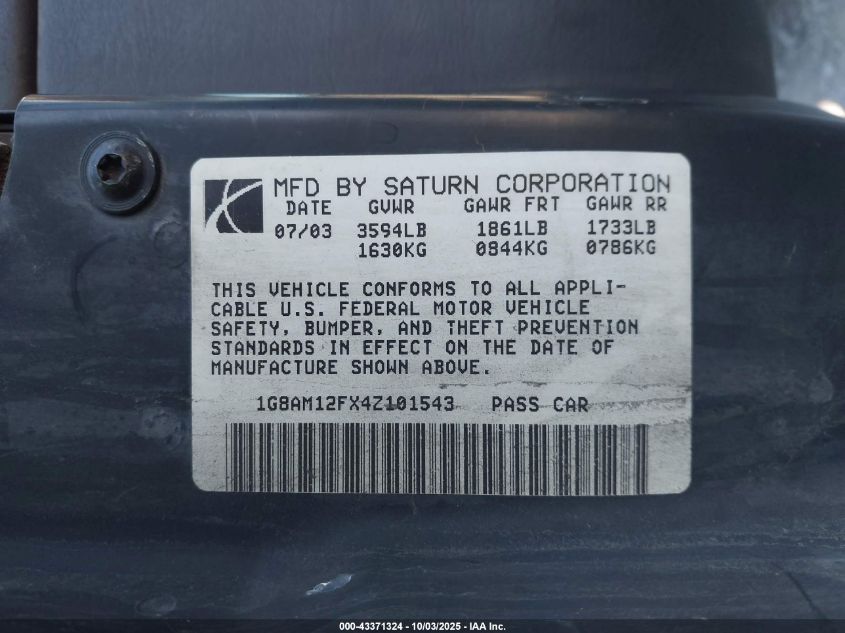 MFD BY SATURN CORPORATION
DATE GVWR GAWR FRT GAWR RR
07/03 3594LB 1861LB 1733LB
1630KG 0844KG 0786KG
THIS VEHICLE CONFORMS TO ALL APPLI-
CABLE U.S. FEDERAL MOTOR VEHICLE
SAFETY, BUMPER, AND THEFT PREVENTION
STANDARDS IN EFFECT ON THE DATE OF
MANUFACTURE SHOWN ABOVE.
1G8AM12FX4Z101543 PASS CAR
000-43371324 - 10/03/2025 - IAA Inc.